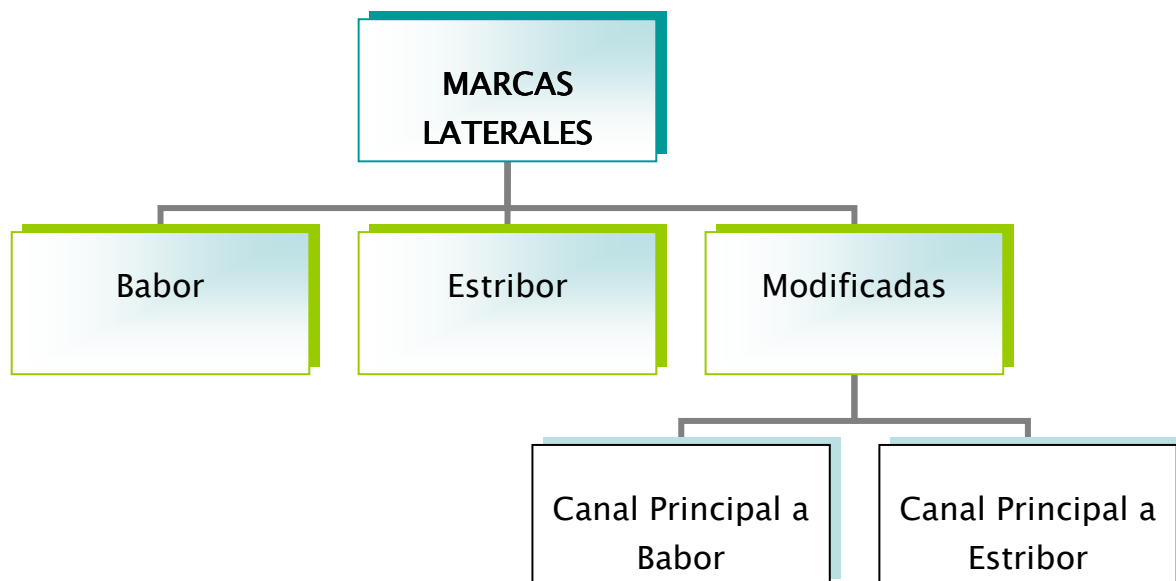 MARCAS
LATERALES
Babor
Estribor
Modificadas
Canal Principal a
Babor
Canal Principal a
Estribor